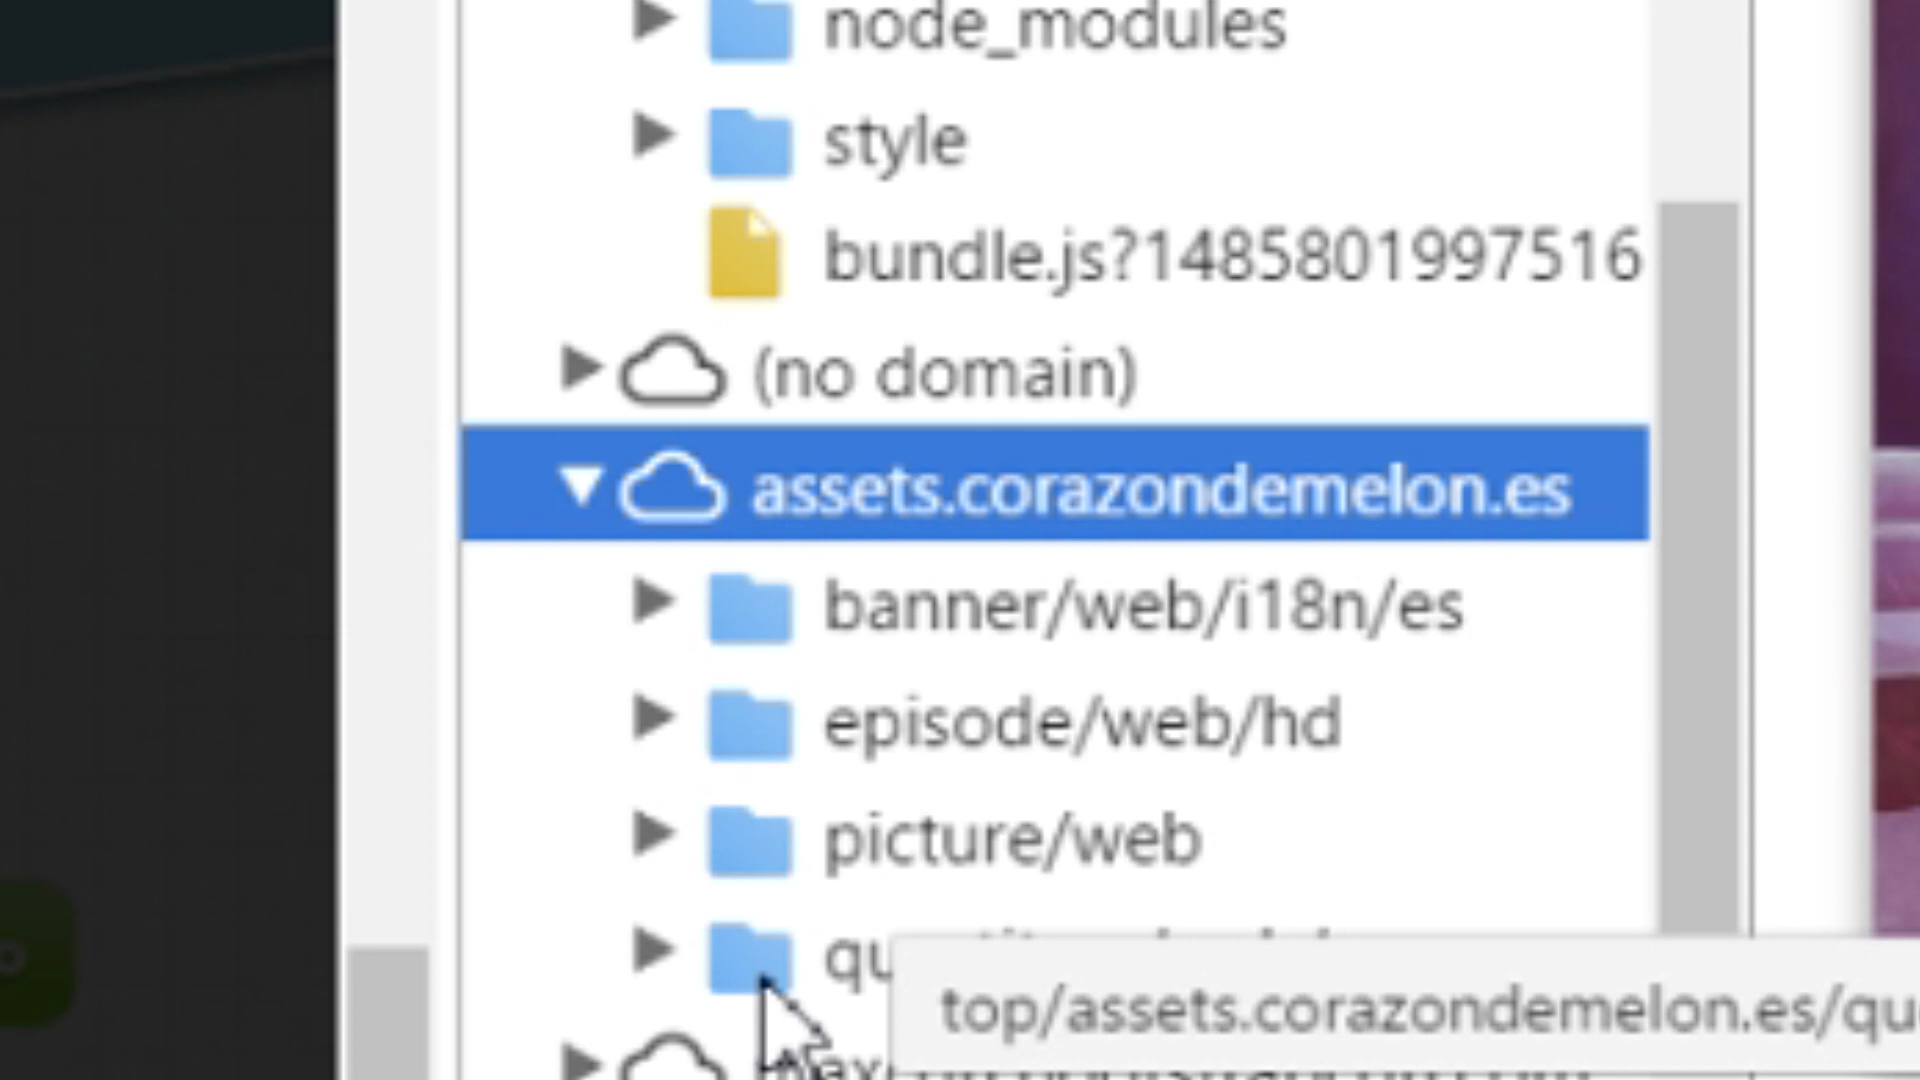 node_modules
style
bundle.js?1485801997516
(no domain)
assets.corazondemelon.es
banner/web/i18n/es
episode/web/hd
picture/web
top/assets.corazondemelon.es/qu